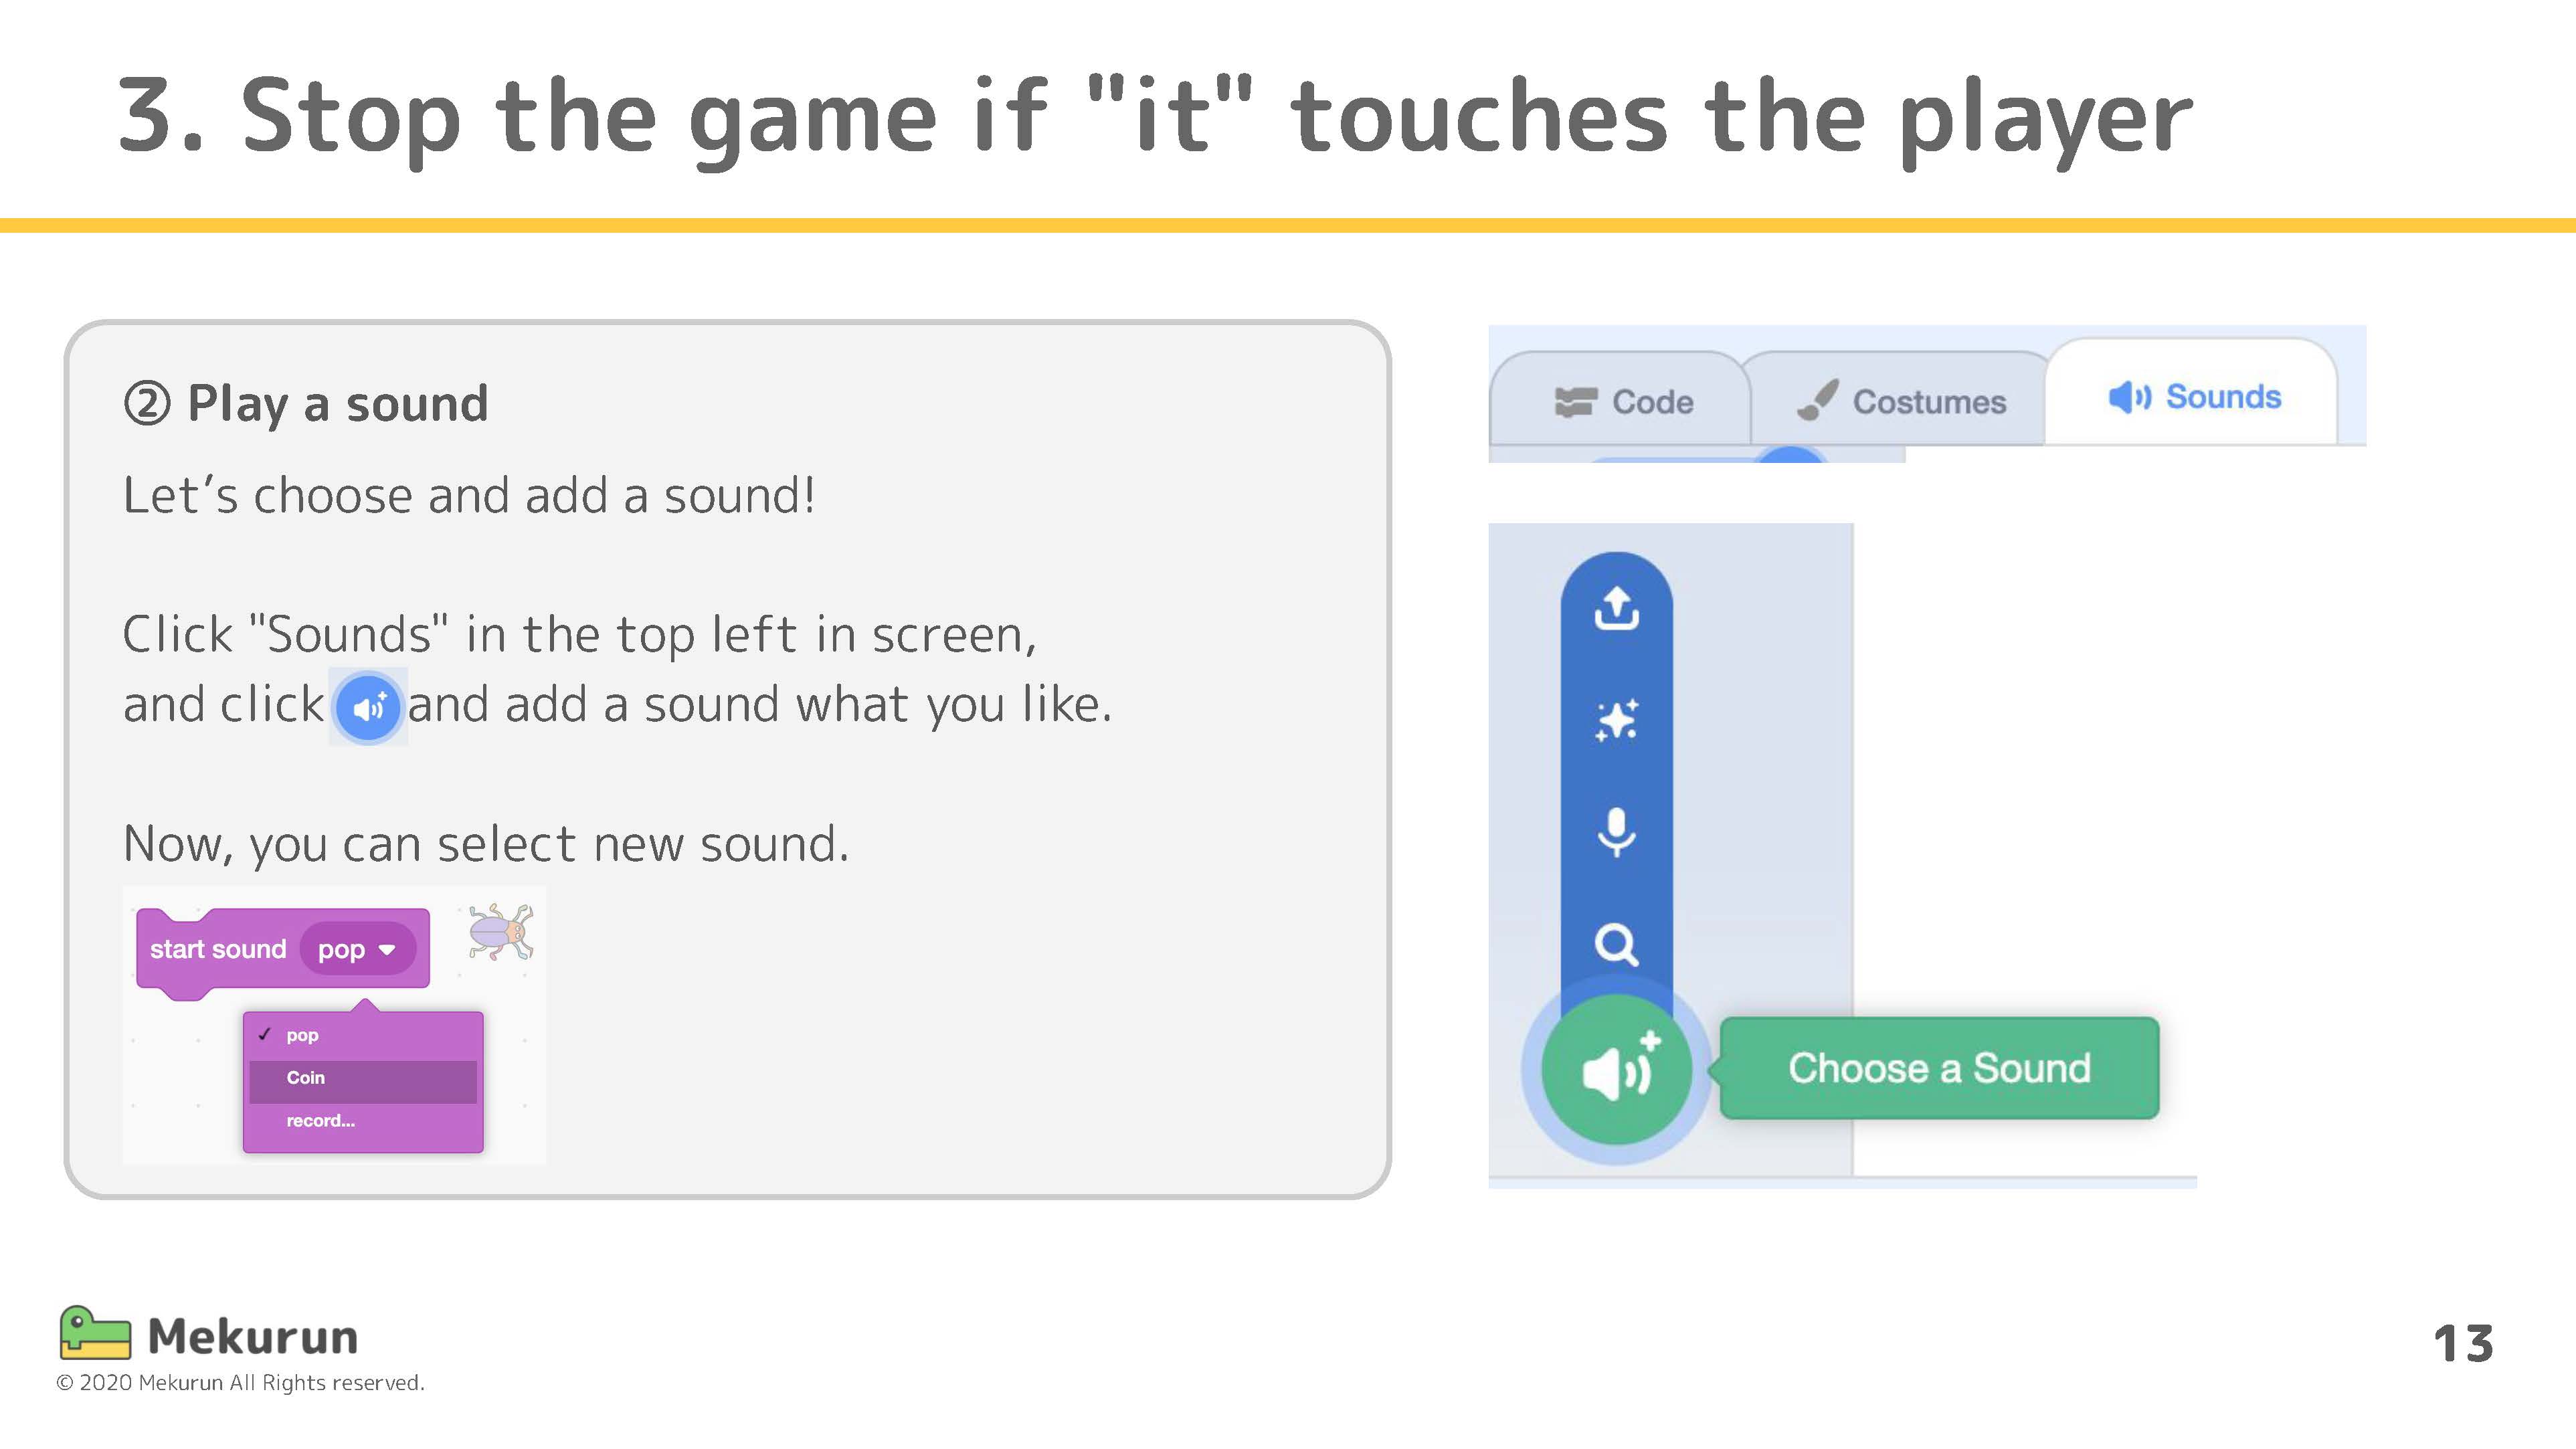 3. Stop the game if "it" touches the player
② Play a sound
Let’s choose and add a sound!
Click "Sounds" in the top left in screen,
and click and add a sound what you like.
Now, you can select new sound.
start sound pop
✓ pop
Coin
record...
Code Costumes Sounds
Choose a Sound
Mekurun
© 2020 Mekurun All Rights reserved.
13